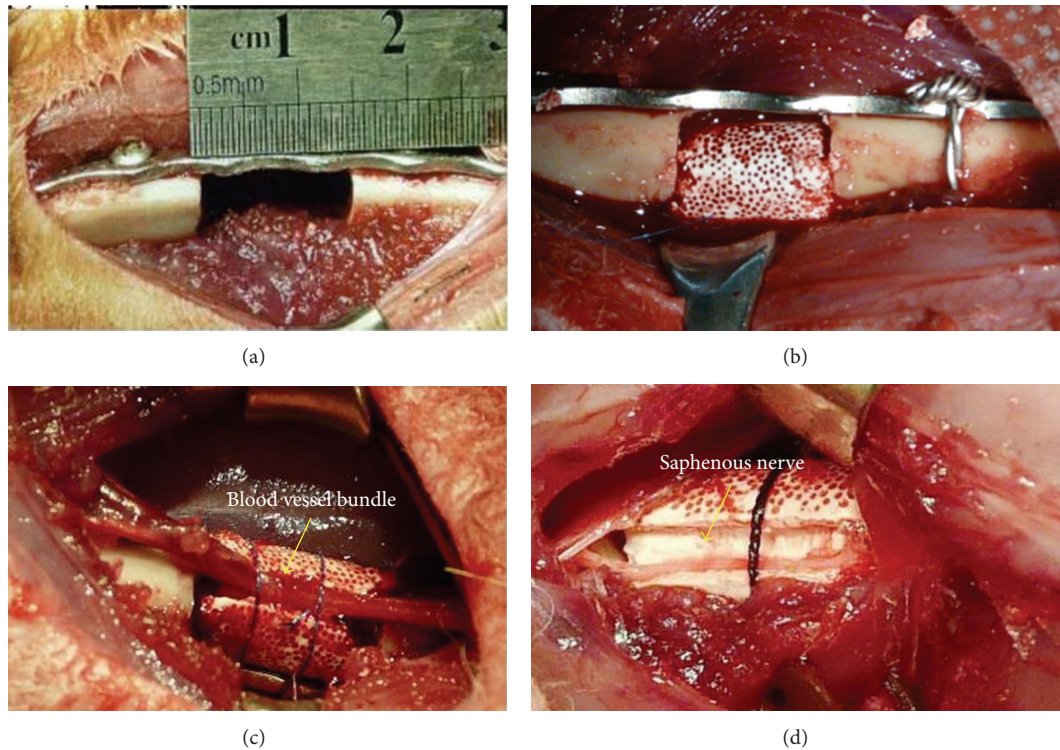 cm 1 2 3
0.5mm
(a)
(b)
Blood vessel bundle
(c)
Saphenous nerve
(d)